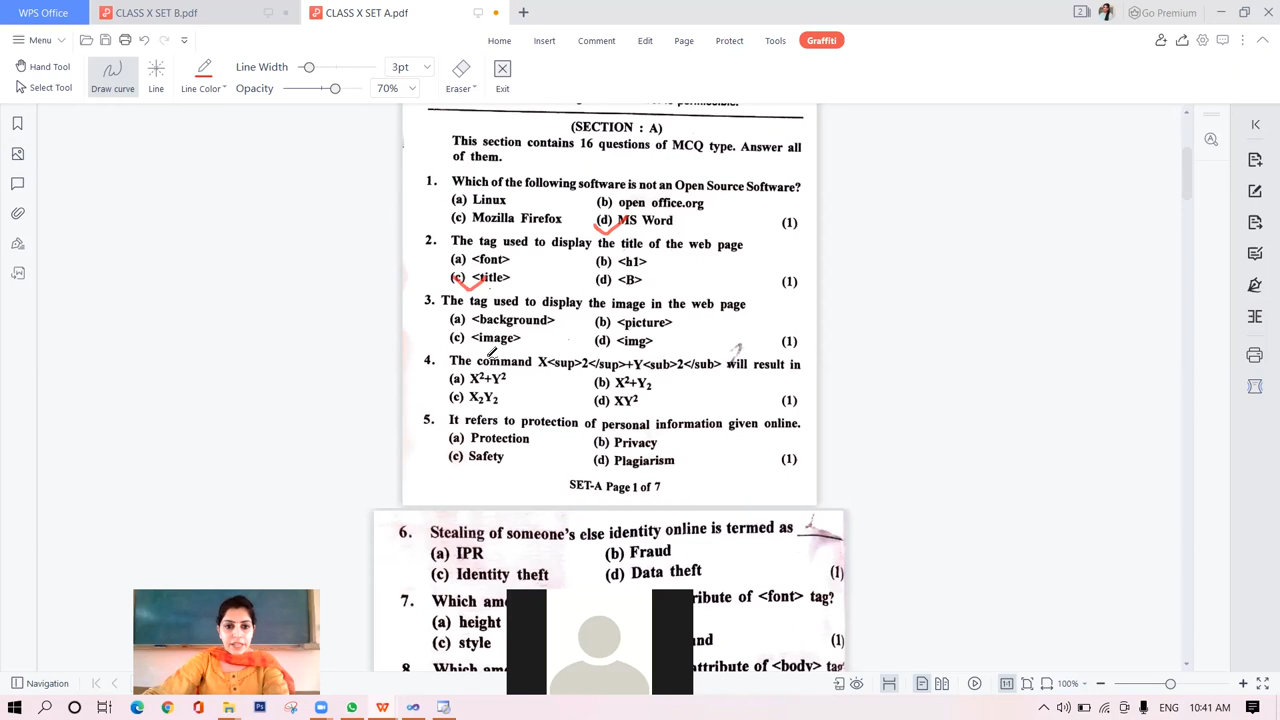 WPS Office
CLASS X SET A.pdf
CLASS X SET A.pdf
2
Go Premium
Menu
Home Insert Comment Edit Page Protect Tools Graffiti
Hand Tool
Select Tool
Draw curve
Line
Line Color
Line Width 3pt
Opacity 70%
Eraser
Exit
(SECTION : A)
This section contains 16 questions of MCQ type. Answer all
of them.
1. Which of the following software is not an Open Source Software?
(a) Linux (b) open office.org
(c) Mozilla Firefox (d) MS Word (1)
2. The tag used to display the title of the web page
(a) <font> (b) <h1>
(c) <title> (d) <B> (1)
3. The tag used to display the image in the web page
(a) <background> (b) <picture>
(c) <image> (d) <img> (1)
4. The command X<sup>2</sup>+Y<sub>2</sub> will result in
(a) X²+Y² (b) X²+Y₂
(c) X₂Y₂ (d) XY² (1)
5. It refers to protection of personal information given online.
(a) Protection (b) Privacy
(c) Safety (d) Plagiarism (1)
SET-A Page 1 of 7
6. Stealing of someone's else identity online is termed as ____
(a) IPR (b) Fraud
(c) Identity theft (d) Data theft (1)
7. Which ribute of <font> tag?
(a) height
(c) style (1)
8. attribute of <body> tag
Navigation
100%
10:41 AM